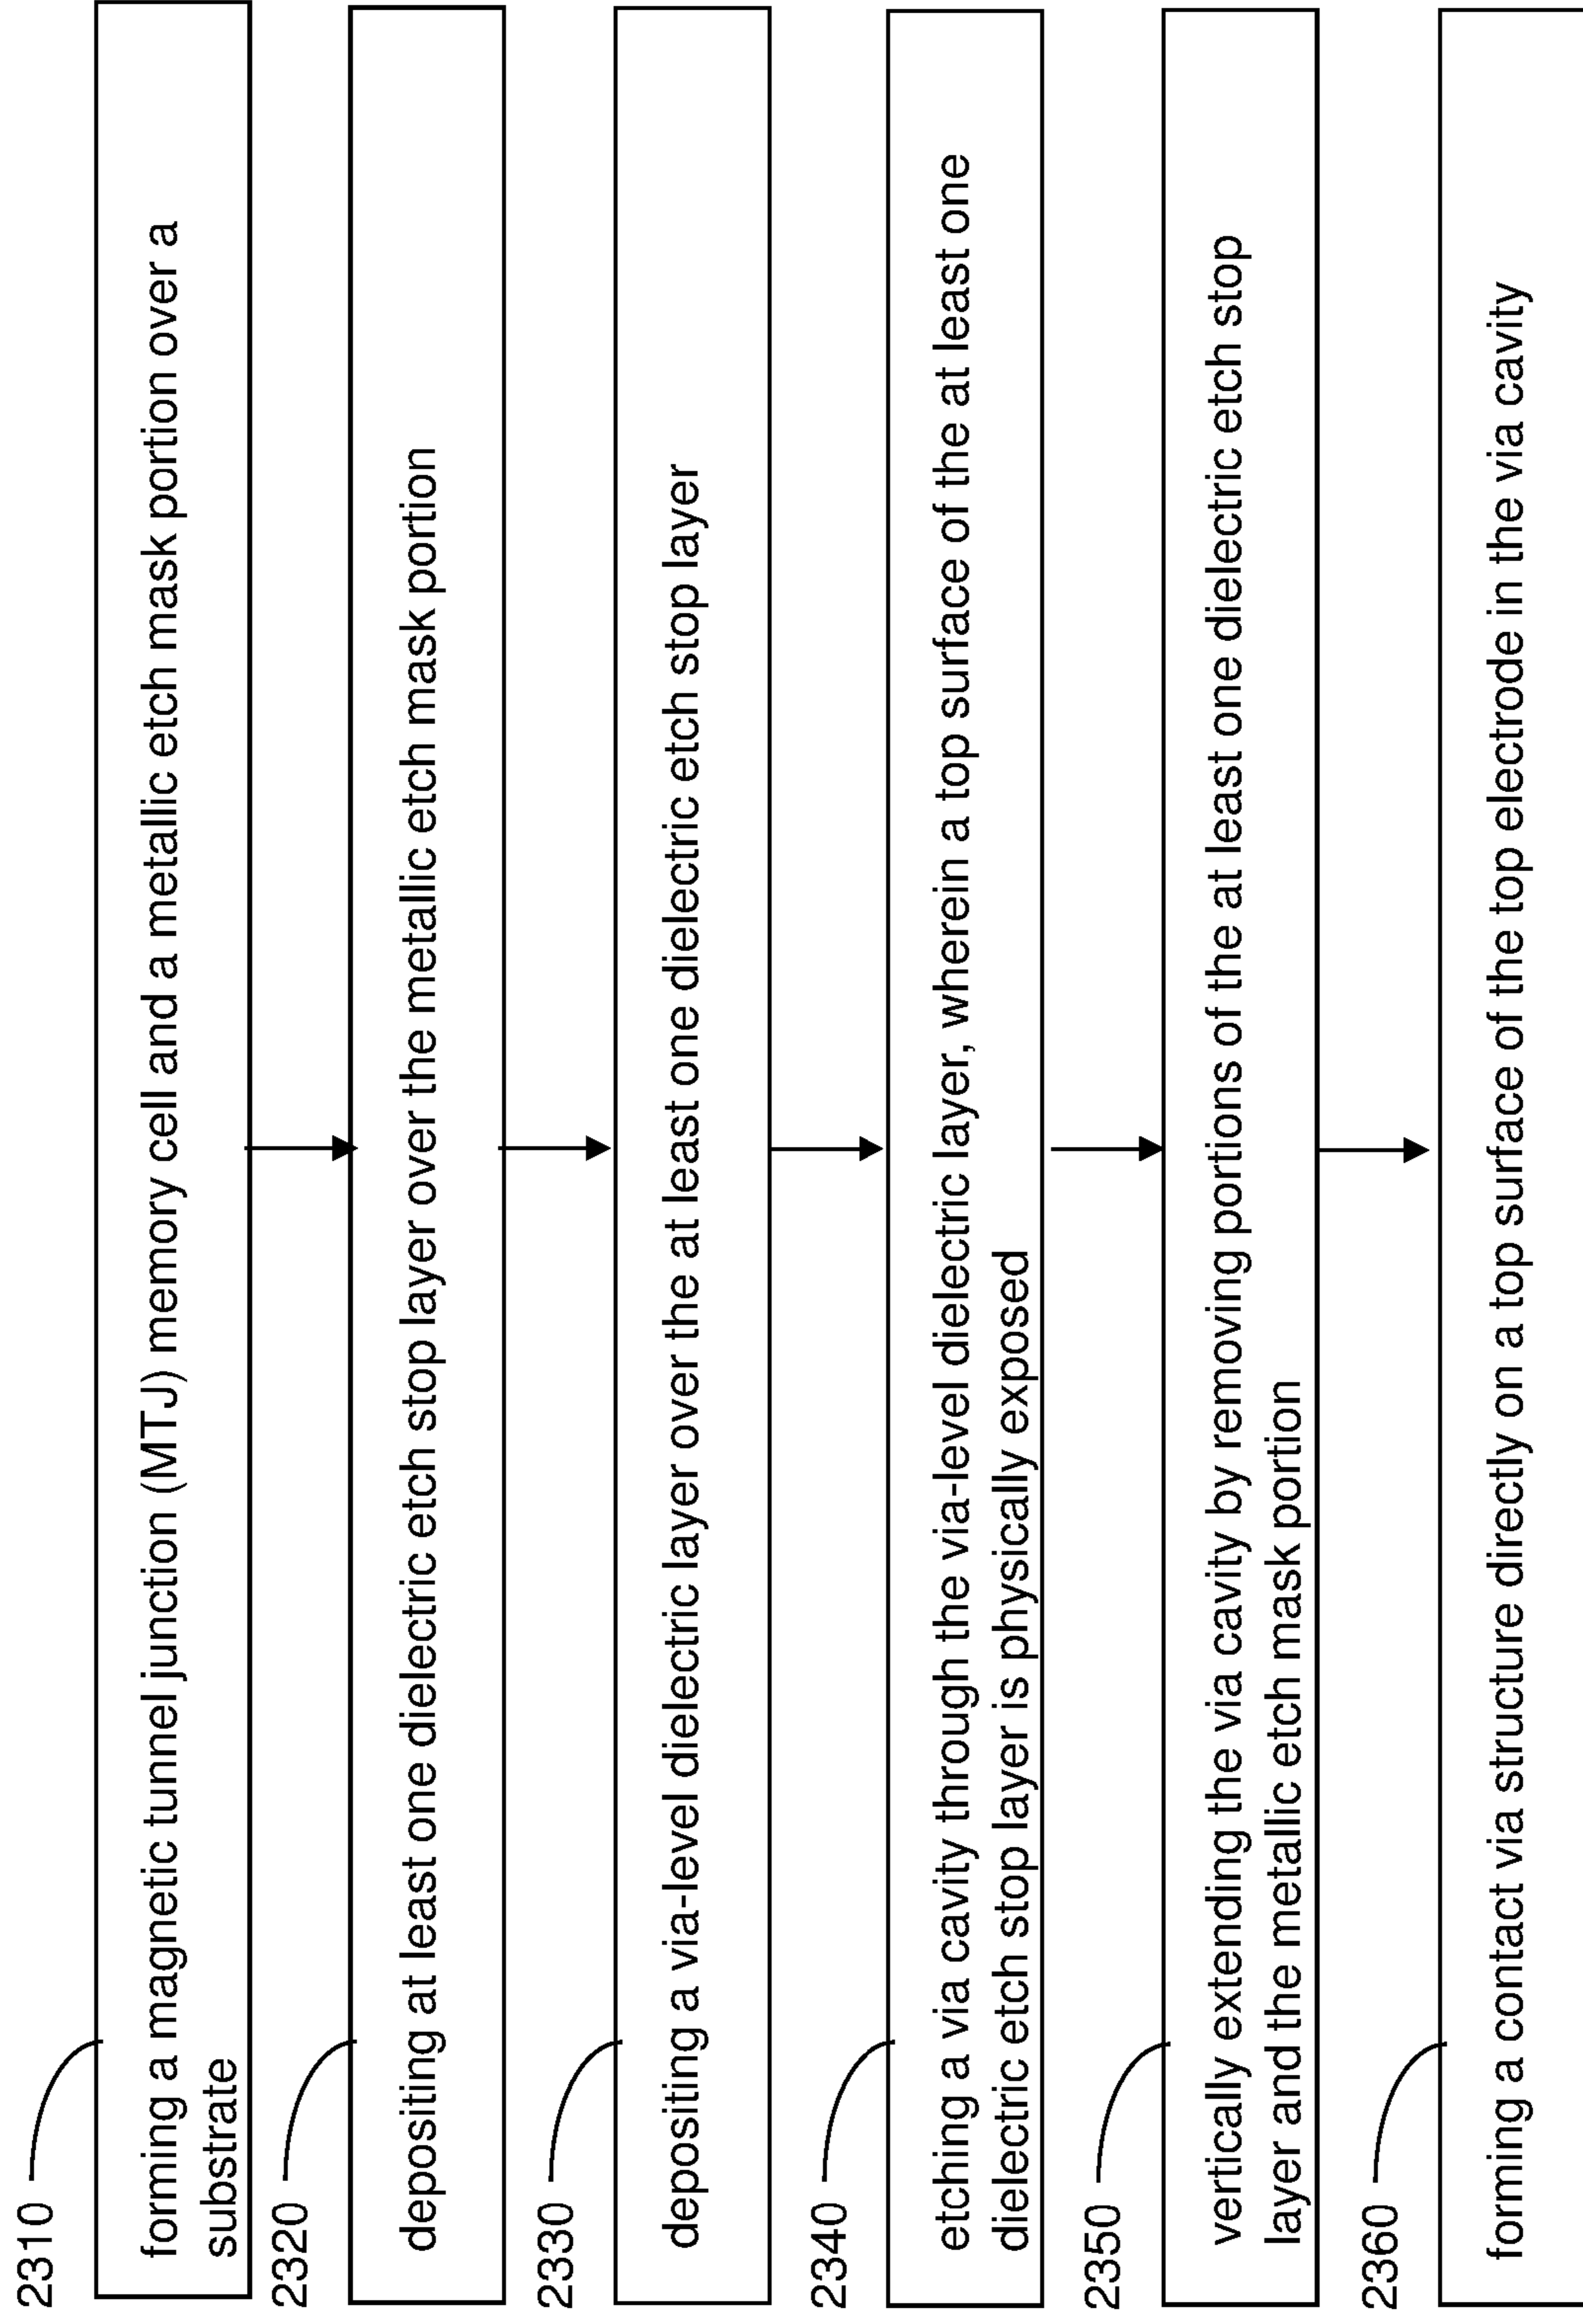 2310
forming a magnetic tunnel junction (MTJ) memory cell and a metallic etch mask portion over a
substrate
2320
depositing at least one dielectric etch stop layer over the metallic etch mask portion
2330
depositing a via-level dielectric layer over the at least one dielectric etch stop layer
2340
etching a via cavity through the via-level dielectric layer, wherein a top surface of the at least one
dielectric etch stop layer is physically exposed
2350
vertically extending the via cavity by removing portions of the at least one dielectric etch stop
layer and the metallic etch mask portion
2360
forming a contact via structure directly on a top surface of the top electrode in the via cavity